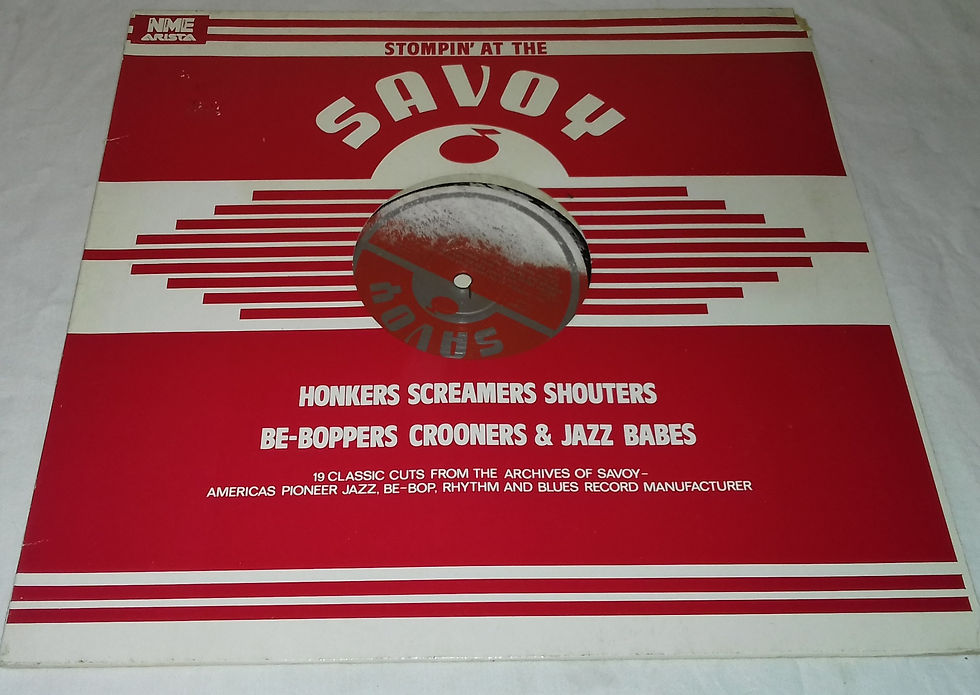 NME
ARISTA
STOMPIN' AT THE
SAVOY
SAVOY
HONKERS SCREAMERS SHOUTERS
BE-BOPPERS CROONERS & JAZZ BABES
19 CLASSIC CUTS FROM THE ARCHIVES OF SAVOY–
AMERICAS PIONEER JAZZ, BE-BOP, RHYTHM AND BLUES RECORD MANUFACTURER